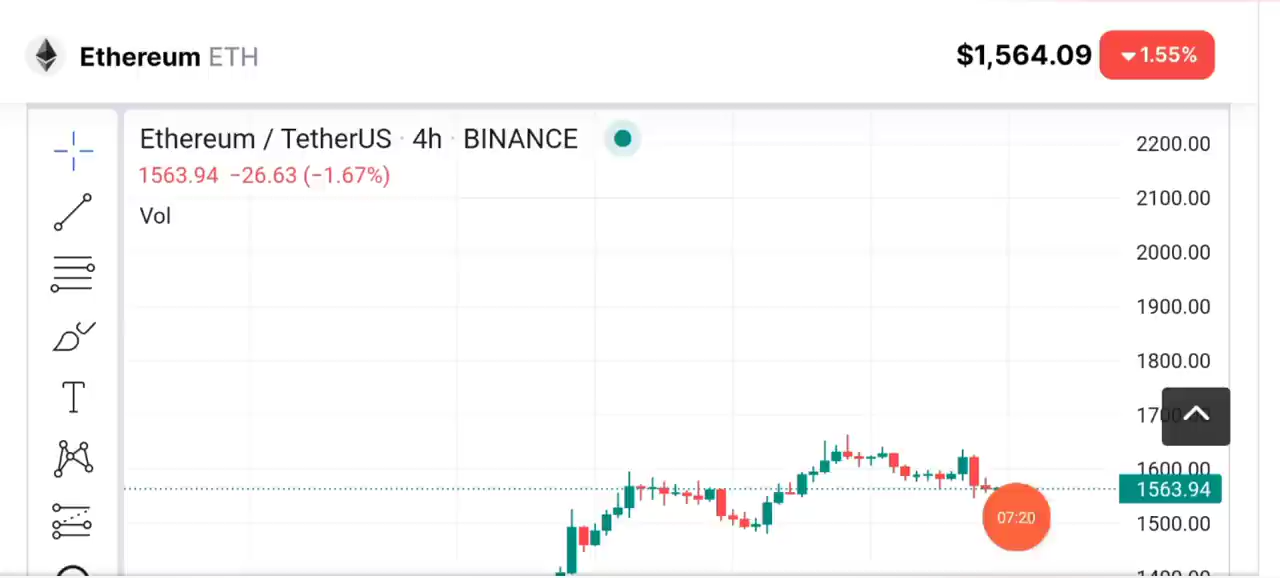 Ethereum ETH
$1,564.09 1.55%
Ethereum / TetherUS · 4h · BINANCE
1563.94 −26.63 (−1.67%)
Vol
2200.00
2100.00
2000.00
1900.00
1800.00
1600.00
1563.94
07:20
1500.00